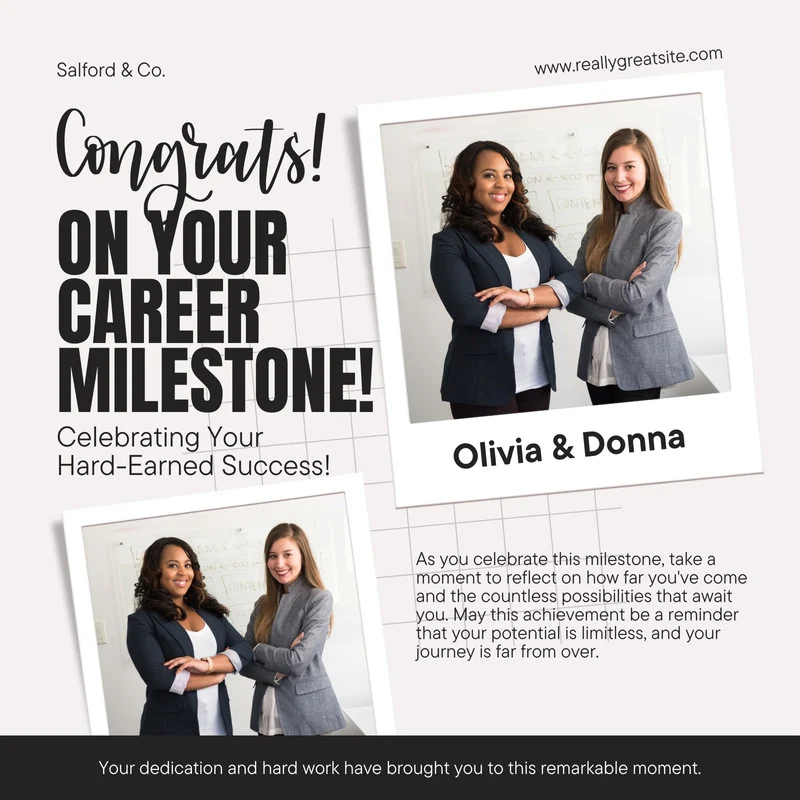 Salford & Co.
www.reallygreatsite.com
Congrats!
ON YOUR
CAREER
MILESTONE!
Celebrating Your
Hard-Earned Success!
Olivia & Donna
As you celebrate this milestone, take a
moment to reflect on how far you've come
and the countless possibilities that await
you. May this achievement be a reminder
that your potential is limitless, and your
journey is far from over.
Your dedication and hard work have brought you to this remarkable moment.